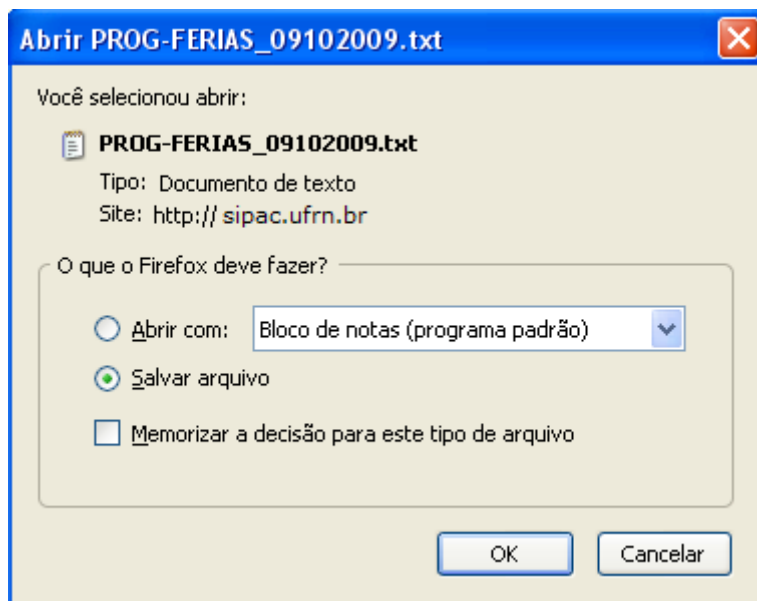 Abrir PROG-FERIAS_09102009.txt
Você selecionou abrir:
PROG-FERIAS_09102009.txt
Tipo: Documento de texto
Site: http:// sipac.ufrn.br
O que o Firefox deve fazer?
Abrir com: Bloco de notas (programa padrão)
Salvar arquivo
Memorizar a decisão para este tipo de arquivo
OK Cancelar